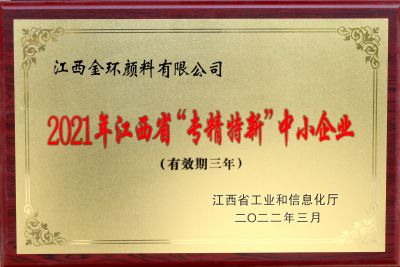 江西金环颜料有限公司
2021年江西省“专精特新”中小企业
(有效期三年)
江西省工业和信息化厅
二〇二二年三月